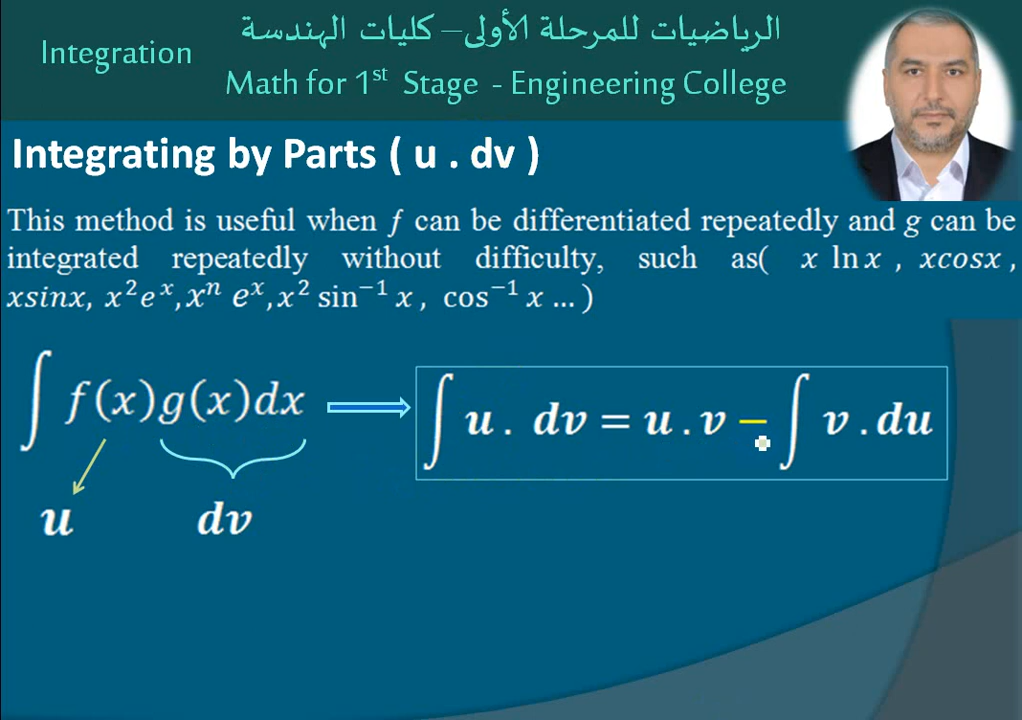 Integration
الرياضيات للمرحلة الأولى – كليات الهندسة
Math for 1st Stage - Engineering College
Integrating by Parts ( u . dv )
This method is useful when f can be differentiated repeatedly and g can be
integrated repeatedly without difficulty, such as( x ln x , xcosx ,
xsinx, x² eˣ, xⁿ eˣ, x² sin⁻¹ x , cos⁻¹ x ... )
∫ f(x)g(x)dx ⇒ ∫ u . dv = u . v − ∫ v . du
u dv